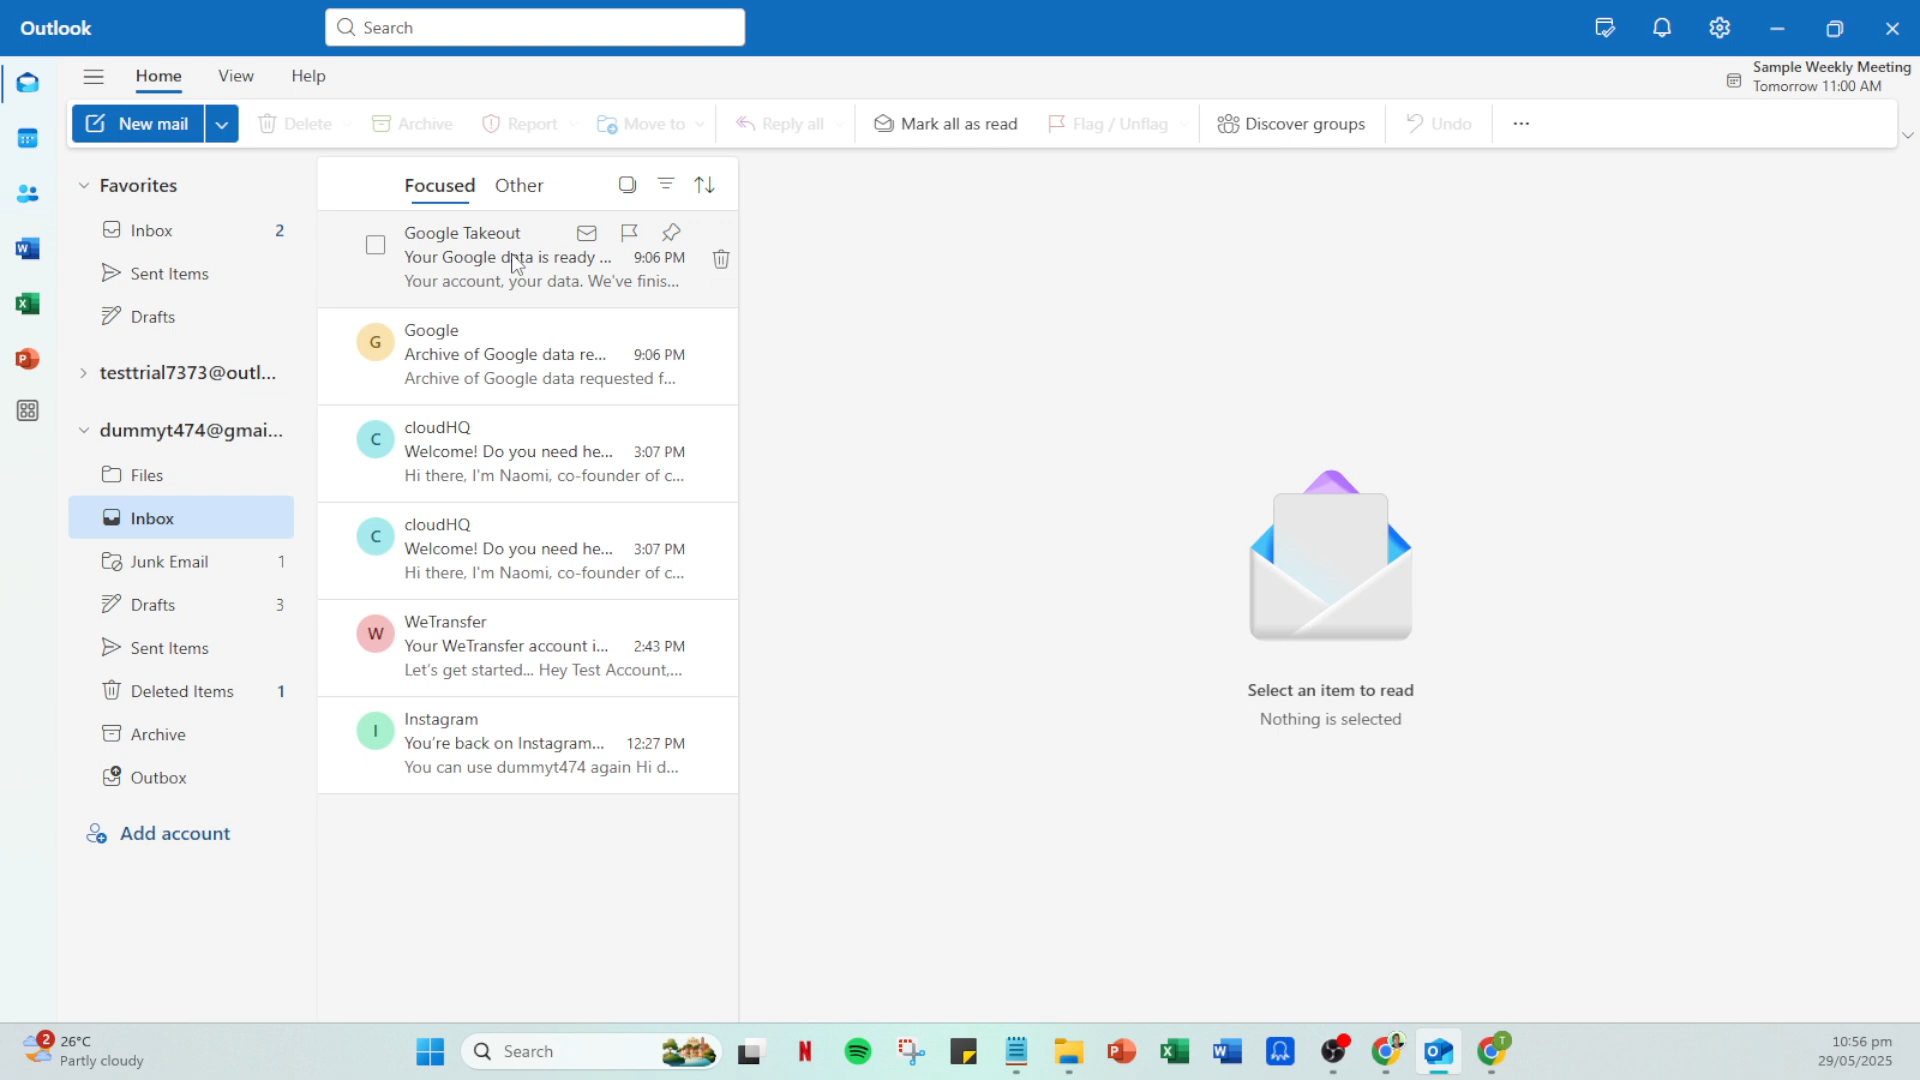 Outlook
Search
Home
View
Help
Sample Weekly Meeting
Tomorrow 11:00 AM
New mail
Delete
Archive
Report
Move to
Reply all
Mark all as read
Flag / Unflag
Discover groups
Undo
Favorites
Inbox 2
Sent Items
Drafts
testtrial7373@outl...
dummyt474@gmai...
Files
Inbox
Junk Email 1
Drafts 3
Sent Items
Deleted Items 1
Archive
Outbox
Add account
Focused
Other
Google Takeout
Your Google data is ready ... 9:06 PM
Your account, your data. We've finis...
G
Google
Archive of Google data re... 9:06 PM
Archive of Google data requested f...
C
cloudHQ
Welcome! Do you need he... 3:07 PM
Hi there, I'm Naomi, co-founder of c...
C
cloudHQ
Welcome! Do you need he... 3:07 PM
Hi there, I'm Naomi, co-founder of c...
W
WeTransfer
Your WeTransfer account i... 2:43 PM
Let's get started... Hey Test Account,...
I
Instagram
You're back on Instagram... 12:27 PM
You can use dummyt474 again Hi d...
Select an item to read
Nothing is selected
2
26°C
Partly cloudy
Search
N
P
X
W
O
T
10:56 pm
29/05/2025